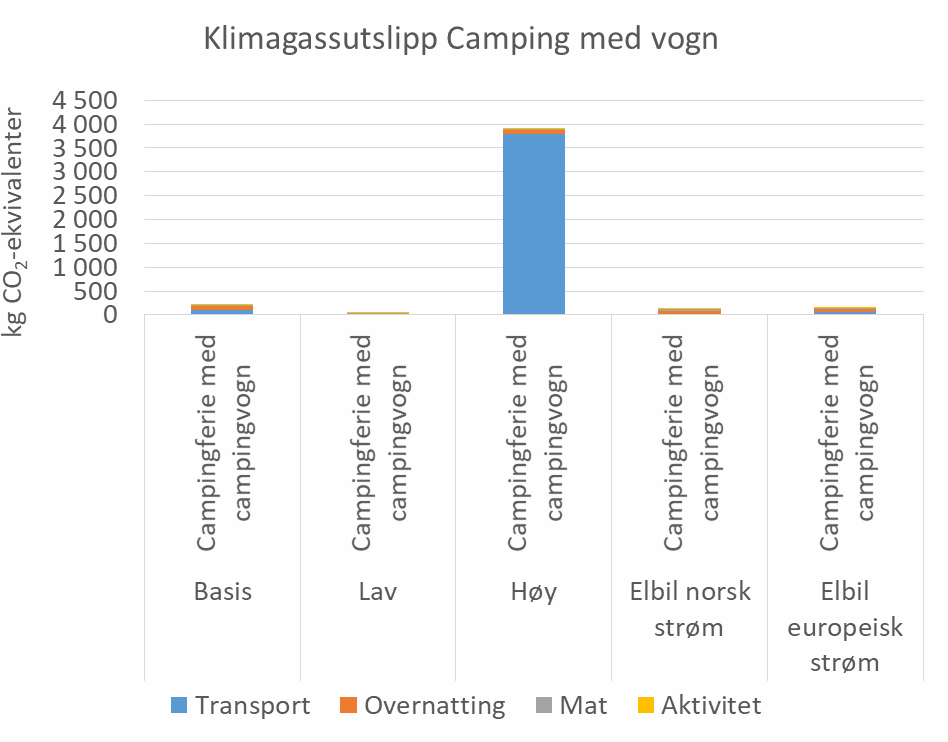 Klimagassutslipp Camping med vogn
kg CO₂-ekvivalenter
4 500
4 000
3 500
3 000
2 500
2 000
1 500
1 000
500
0
Campingferie med
campingvogn
Campingferie med
campingvogn
Campingferie med
campingvogn
Campingferie med
campingvogn
Campingferie med
campingvogn
Basis
Lav
Høy
Elbil norsk
strøm
Elbil
europeisk
strøm
Transport
Overnatting
Mat
Aktivitet